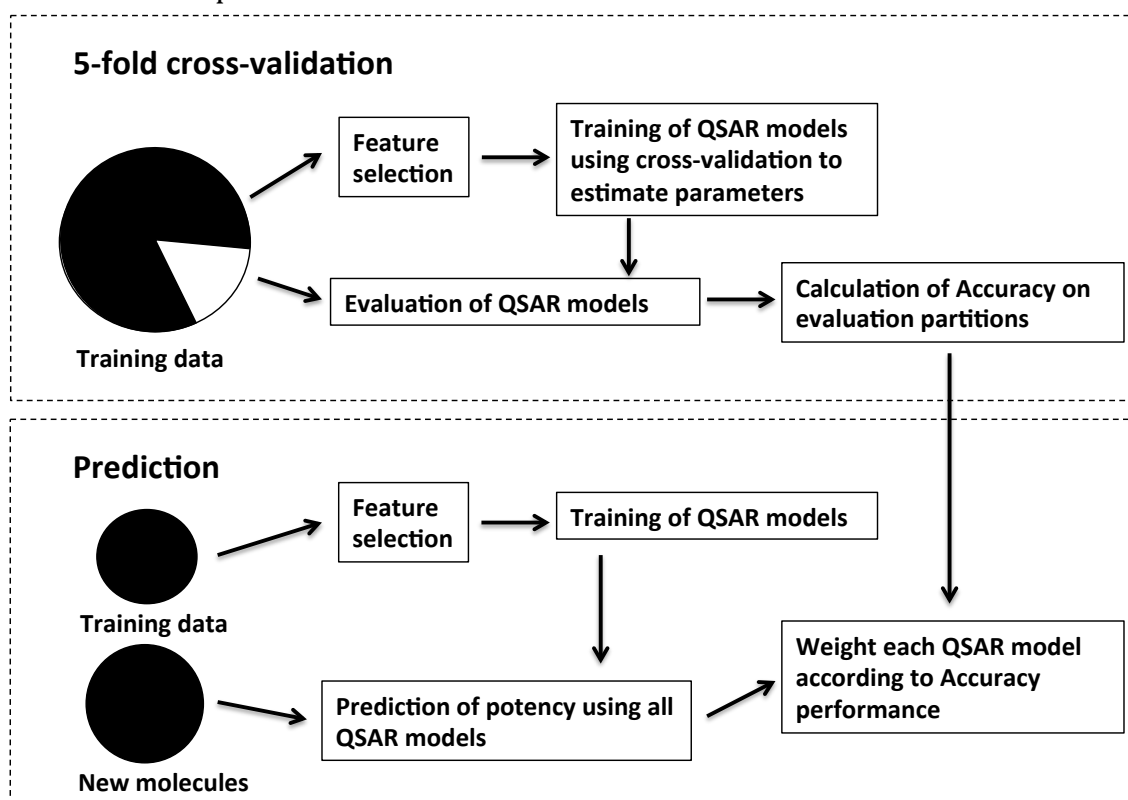 5-fold cross-validation
Feature
selection
Training of QSAR models
using cross-validation to
estimate parameters
Evaluation of QSAR models
Calculation of Accuracy on
evaluation partitions
Training data
Prediction
Feature
selection
Training of QSAR models
Training data
Weight each QSAR model
according to Accuracy
performance
Prediction of potency using all
QSAR models
New molecules